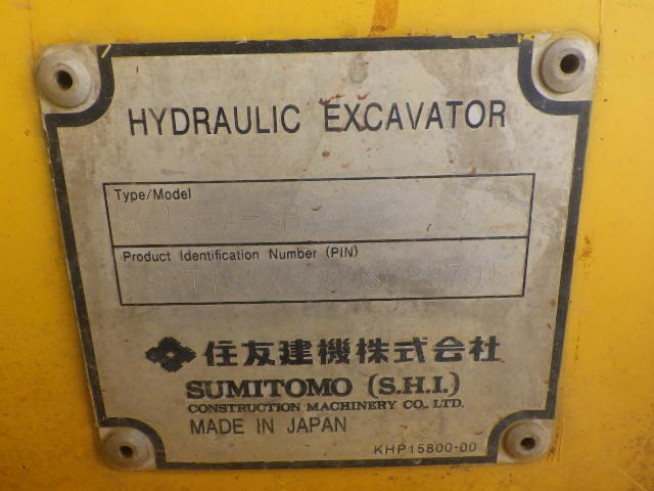 HYDRAULIC EXCAVATOR
Type/Model
Product Identification Number (PIN)
住友建機株式会社
SUMITOMO (S.H.I.)
CONSTRUCTION MACHINERY CO., LTD.
MADE IN JAPAN
KHP15800-00